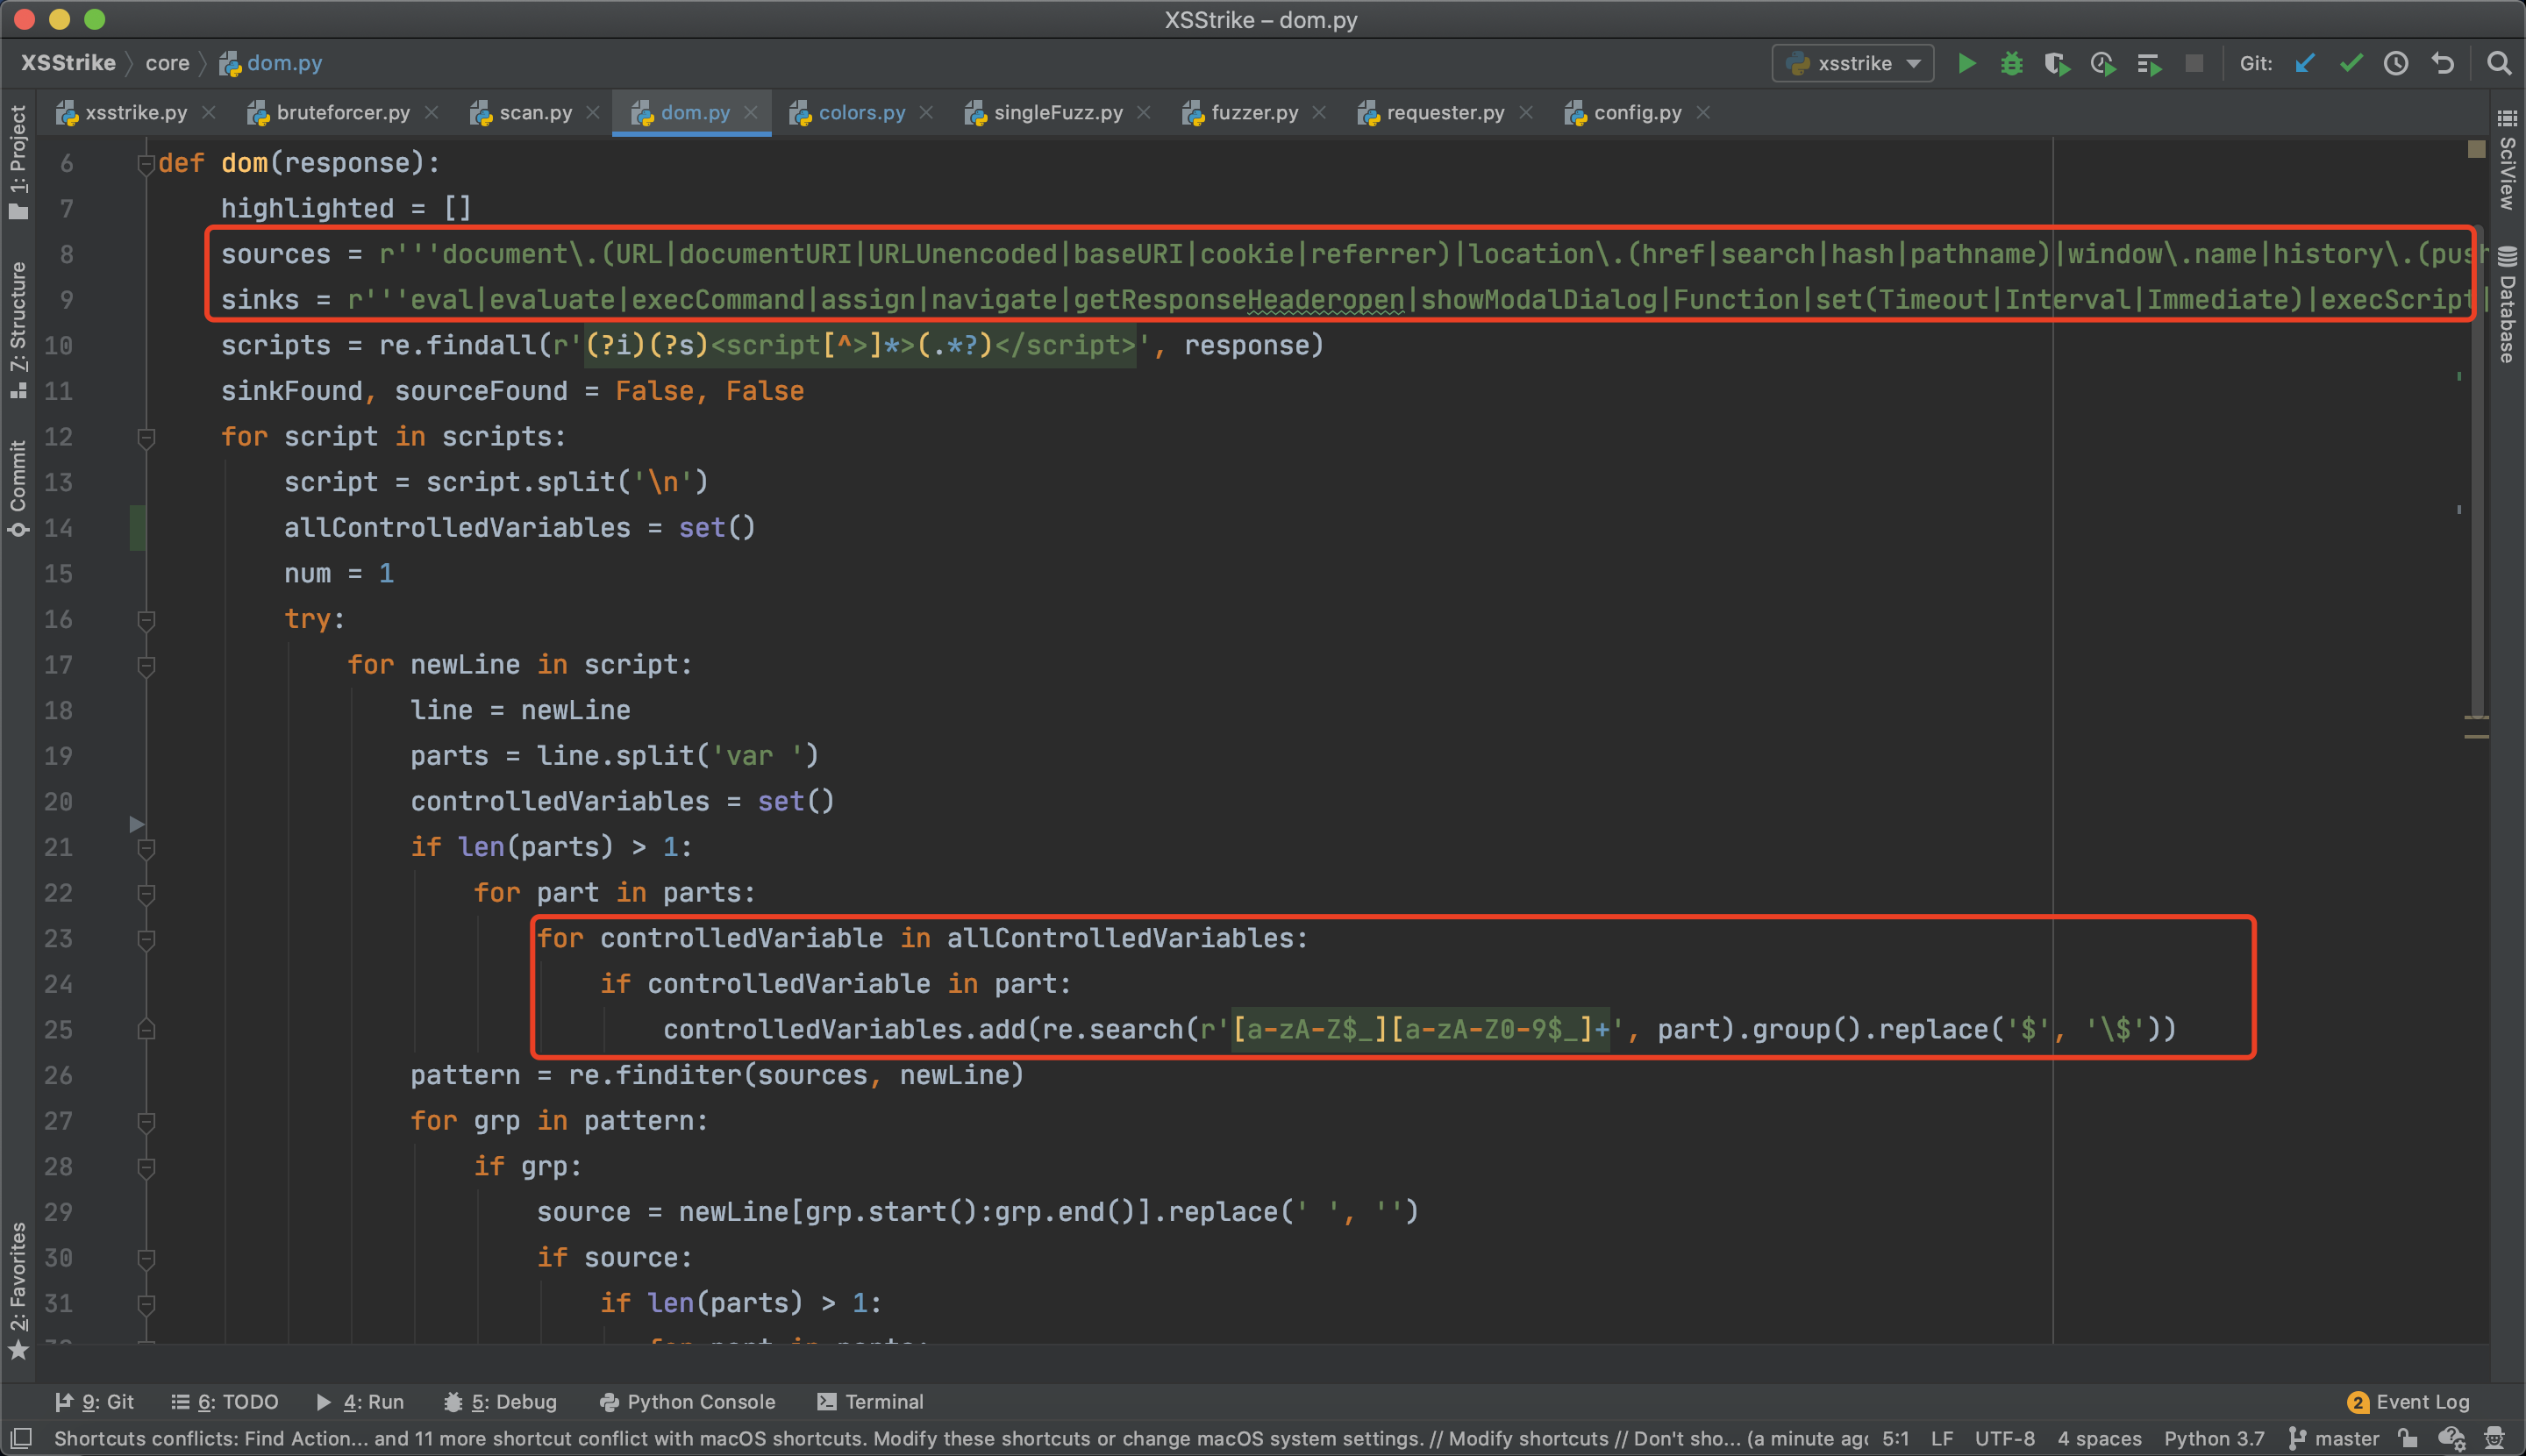 XSStrike – dom.py
XSStrike core dom.py xsstrike Git:
xsstrike.py bruteforcer.py scan.py dom.py colors.py singleFuzz.py fuzzer.py requester.py config.py
1: Project
Z: Structure
Commit
2: Favorites
SciView
Database
6 def dom(response):
7 highlighted = []
8 sources = r'''document\.(URL|documentURI|URLUnencoded|baseURI|cookie|referrer)|location\.(href|search|hash|pathname)|window\.name|history\.(push
9 sinks = r'''eval|evaluate|execCommand|assign|navigate|getResponseHeaderopen|showModalDialog|Function|set(Timeout|Interval|Immediate)|execScript|
10 scripts = re.findall(r'(?i)(?s)<script[^>]*>(.*?)</script>', response)
11 sinkFound, sourceFound = False, False
12 for script in scripts:
13 script = script.split('\n')
14 allControlledVariables = set()
15 num = 1
16 try:
17 for newLine in script:
18 line = newLine
19 parts = line.split('var ')
20 controlledVariables = set()
21 if len(parts) > 1:
22 for part in parts:
23 for controlledVariable in allControlledVariables:
24 if controlledVariable in part:
25 controlledVariables.add(re.search(r'[a-zA-Z$_][a-zA-Z0-9$_]+', part).group().replace('$', '\$'))
26 pattern = re.finditer(sources, newLine)
27 for grp in pattern:
28 if grp:
29 source = newLine[grp.start():grp.end()].replace(' ', '')
30 if source:
31 if len(parts) > 1:
9: Git 6: TODO 4: Run 5: Debug Python Console Terminal 2 Event Log
Shortcuts conflicts: Find Action... and 11 more shortcut conflict with macOS shortcuts. Modify these shortcuts or change macOS system settings. // Modify shortcuts // Don't sho... (a minute ago 5:1 LF UTF-8 4 spaces Python 3.7 master